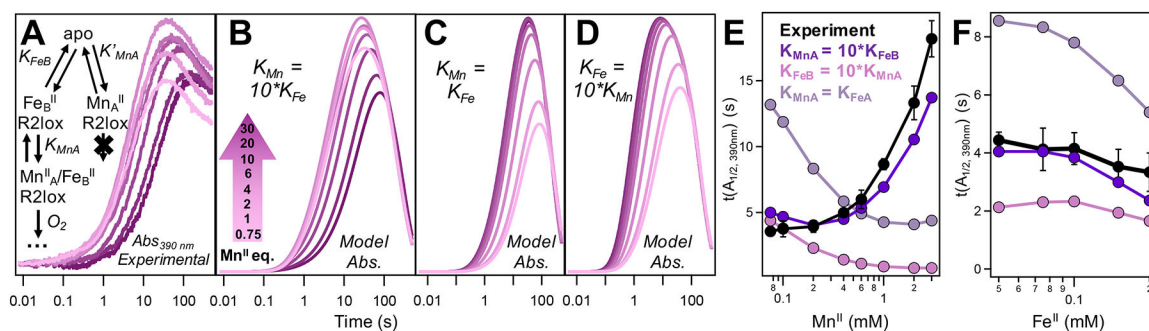 A
apo
K_FeB
K'_MnA
Fe_B^II
Mn_A^II
R2lox
R2lox
K_MnA
Mn^II_A/Fe_B^II
R2lox
O_2
...
Abs_390 nm
Experimental
0.01 0.1 1 10 100
B
K_Mn =
10*K_Fe
30
20
10
6
4
2
1
0.75
Mn^II eq.
Model
Abs.
0.01 0.1 1 10 100
Time (s)
C
K_Mn =
K_Fe
Model
Abs.
0.01 1 100
D
K_Fe =
10*K_Mn
Model
Abs.
0.01 1 100
E
Experiment
K_MnA = 10*K_FeB
K_FeB = 10*K_MnA
K_MnA = K_FeA
t(A_1/2, 390nm) (s)
15
10
5
8 0.1 2 4 6 8 1 2
Mn^II (mM)
F
t(A_1/2, 390nm) (s)
8
6
4
2
0
5 6 7 8 9 0.1 2
Fe^II (mM)